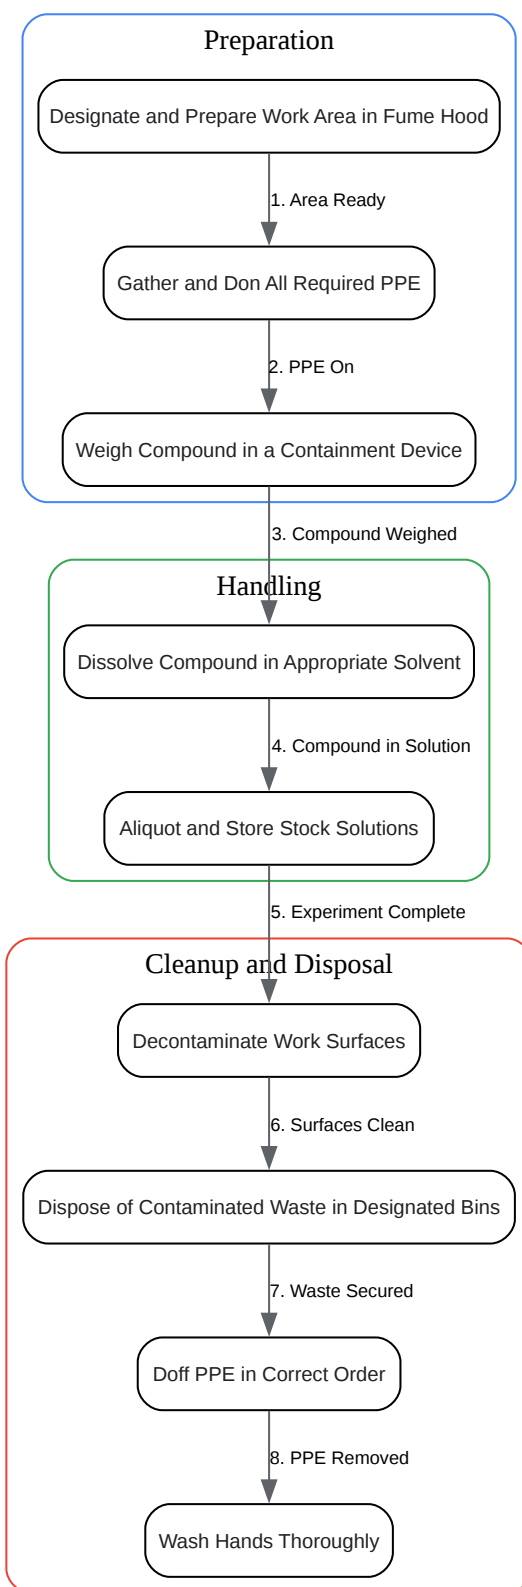 Preparation
Designate and Prepare Work Area in Fume Hood
1. Area Ready
Gather and Don All Required PPE
2. PPE On
Weigh Compound in a Containment Device
3. Compound Weighed
Handling
Dissolve Compound in Appropriate Solvent
4. Compound in Solution
Aliquot and Store Stock Solutions
5. Experiment Complete
Cleanup and Disposal
Decontaminate Work Surfaces
6. Surfaces Clean
Dispose of Contaminated Waste in Designated Bins
7. Waste Secured
Doff PPE in Correct Order
8. PPE Removed
Wash Hands Thoroughly